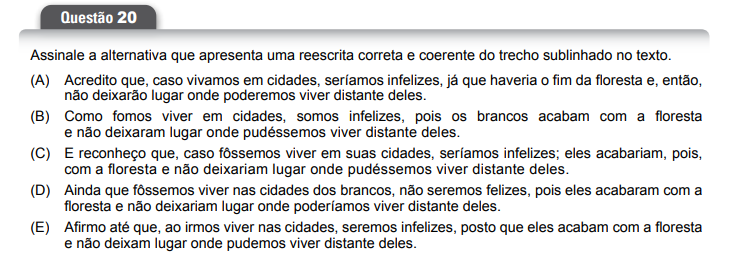 Questão 20
Assinale a alternativa que apresenta uma reescrita correta e coerente do trecho sublinhado no texto.
(A) Acredito que, caso vivamos em cidades, seríamos infelizes, já que haveria o fim da floresta e, então,
não deixarão lugar onde poderemos viver distante deles.
(B) Como fomos viver em cidades, somos infelizes, pois os brancos acabam com a floresta
e não deixaram lugar onde pudéssemos viver distante deles.
(C) E reconheço que, caso fôssemos viver em suas cidades, seríamos infelizes; eles acabariam, pois,
com a floresta e não deixariam lugar onde pudéssemos viver distante deles.
(D) Ainda que fôssemos viver nas cidades dos brancos, não seremos felizes, pois eles acabaram com a
floresta e não deixariam lugar onde poderíamos viver distante deles.
(E) Afirmo até que, ao irmos viver nas cidades, seremos infelizes, posto que eles acabam com a floresta
e não deixam lugar onde pudemos viver distante deles.